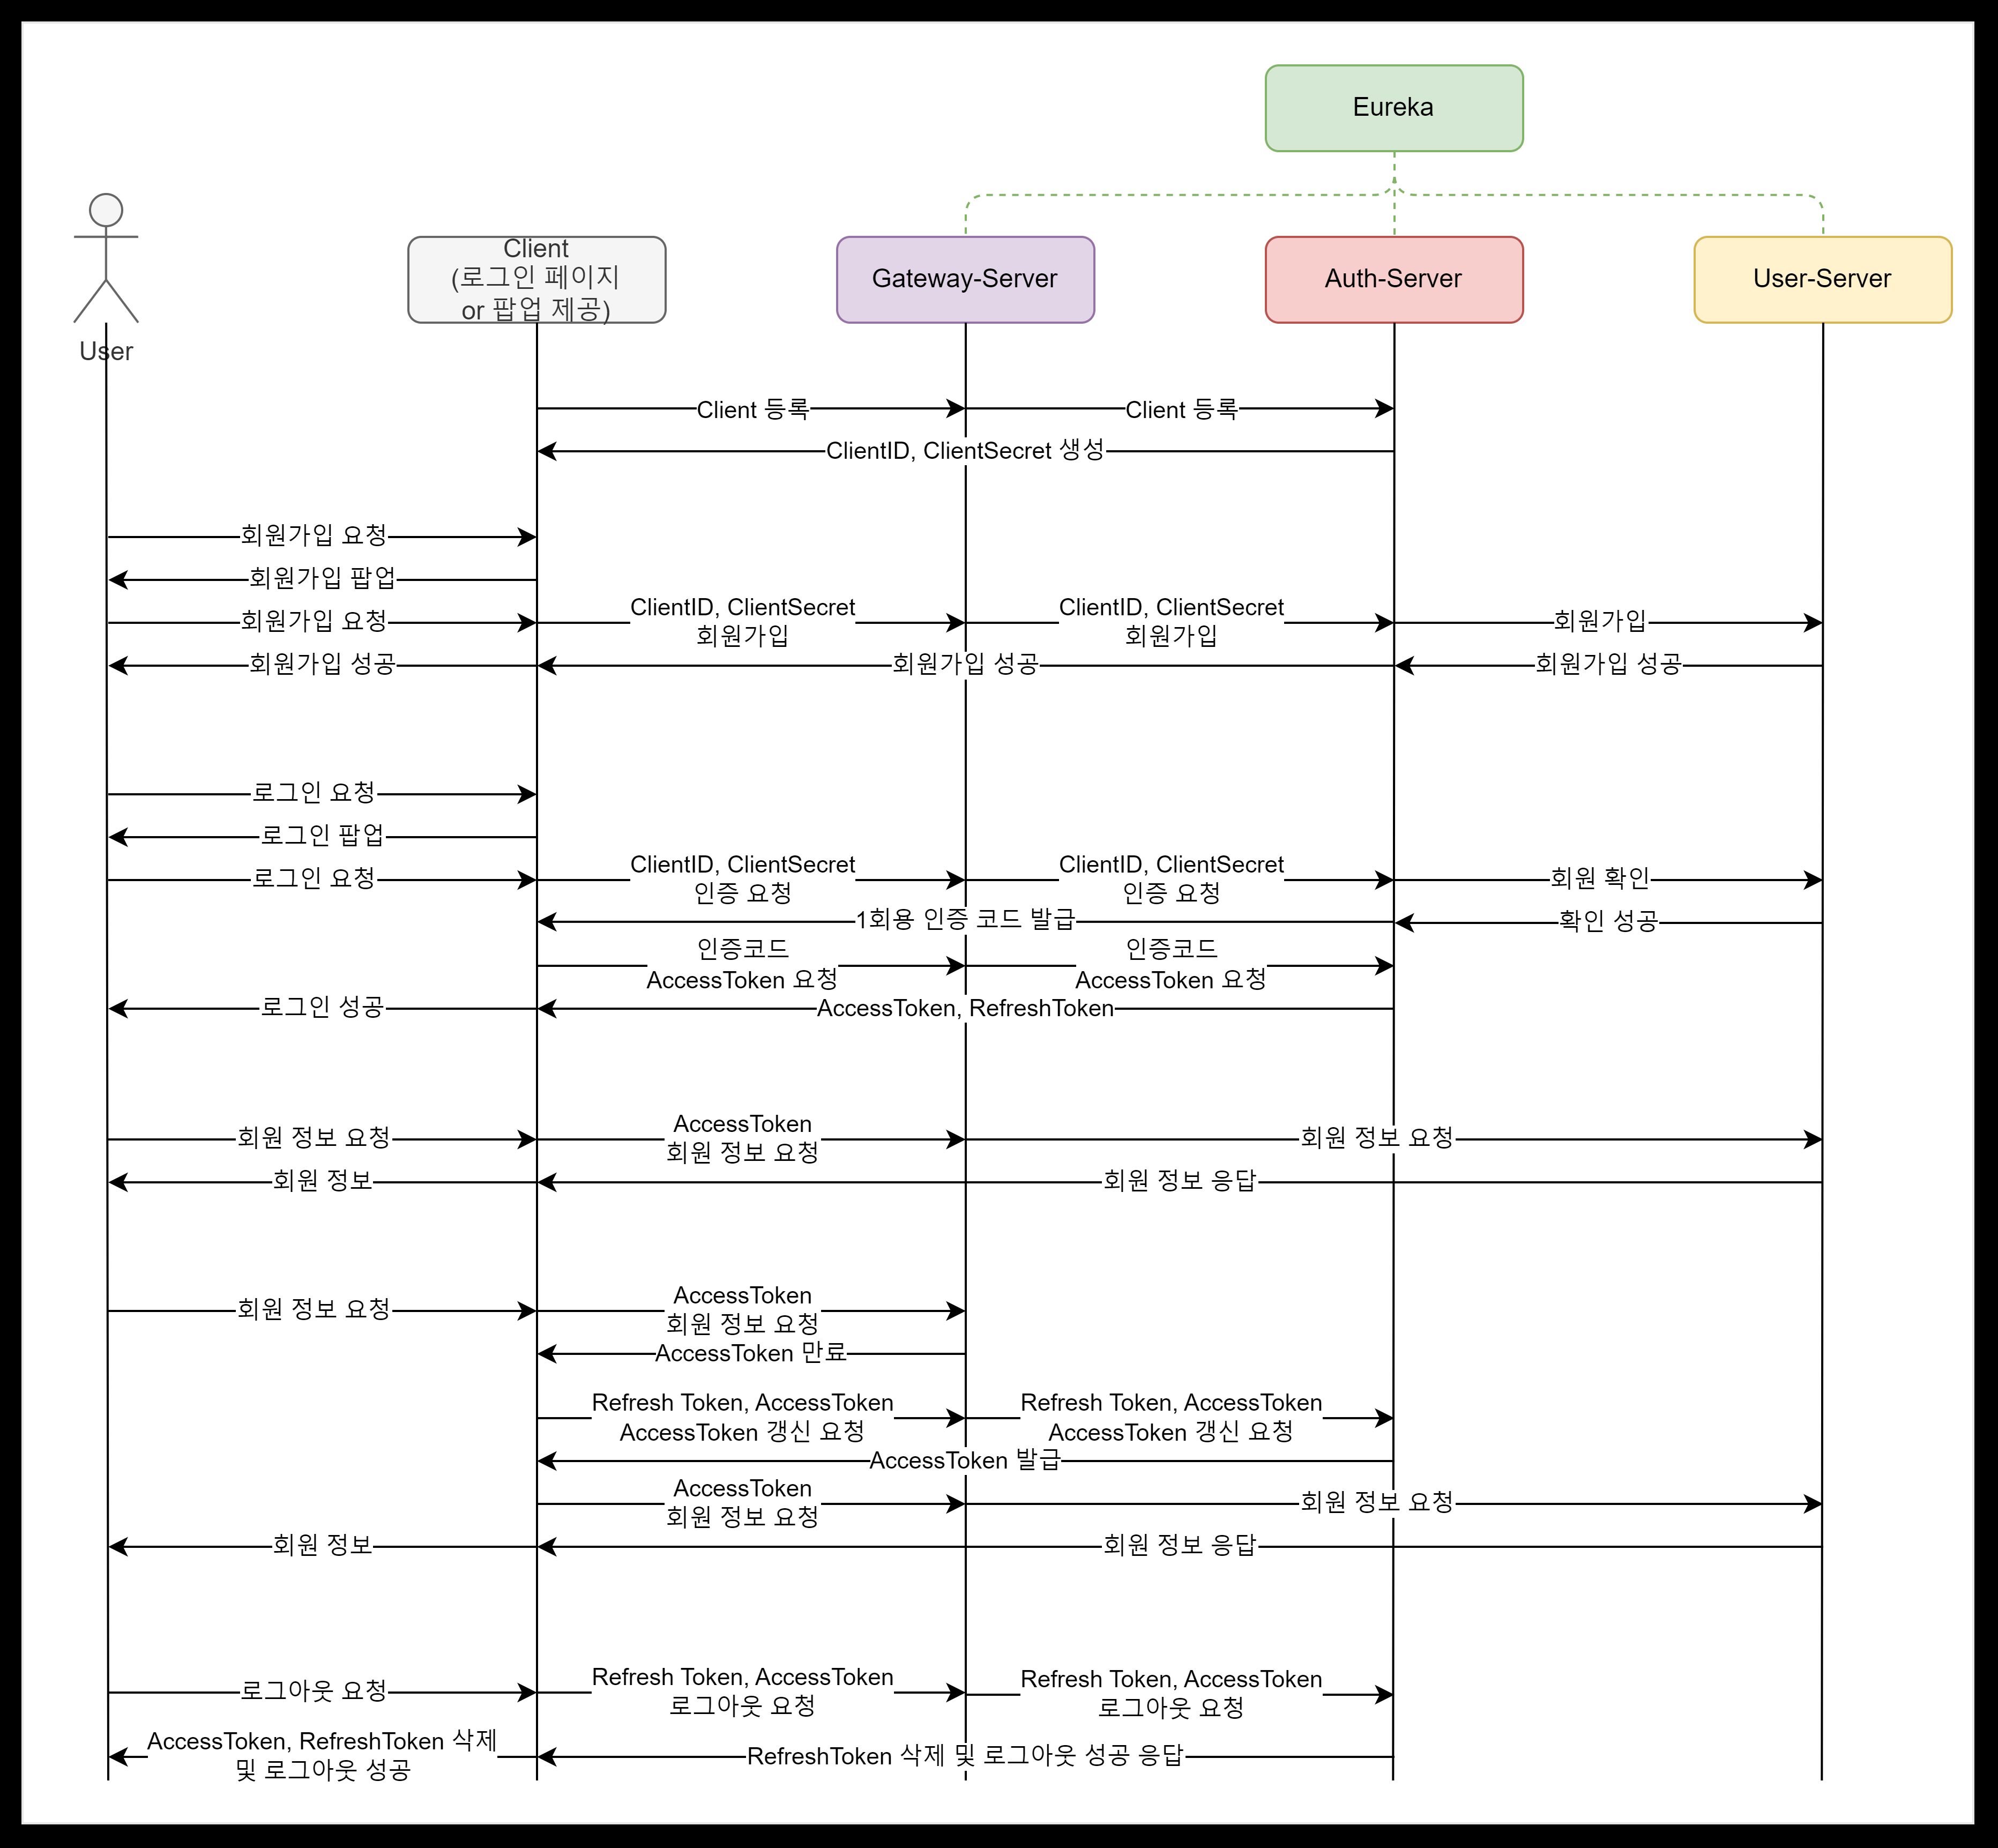 Eureka
Client
(로그인 페이지
or 팝업 제공)
Gateway-Server
Auth-Server
User-Server
User
Client 등록
Client 등록
ClientID, ClientSecret 생성
회원가입 요청
회원가입 팝업
회원가입 요청
ClientID, ClientSecret
회원가입
ClientID, ClientSecret
회원가입
회원가입
회원가입 성공
회원가입 성공
회원가입 성공
로그인 요청
로그인 팝업
로그인 요청
ClientID, ClientSecret
인증 요청
ClientID, ClientSecret
인증 요청
회원 확인
1회용 인증 코드 발급
확인 성공
인증코드
AccessToken 요청
인증코드
AccessToken 요청
로그인 성공
AccessToken, RefreshToken
회원 정보 요청
AccessToken
회원 정보 요청
회원 정보 요청
회원 정보
회원 정보 응답
회원 정보 요청
AccessToken
회원 정보 요청
AccessToken 만료
Refresh Token, AccessToken
AccessToken 갱신 요청
Refresh Token, AccessToken
AccessToken 갱신 요청
AccessToken 발급
AccessToken
회원 정보 요청
회원 정보 요청
회원 정보
회원 정보 응답
로그아웃 요청
Refresh Token, AccessToken
로그아웃 요청
Refresh Token, AccessToken
로그아웃 요청
AccessToken, RefreshToken 삭제
및 로그아웃 성공
RefreshToken 삭제 및 로그아웃 성공 응답